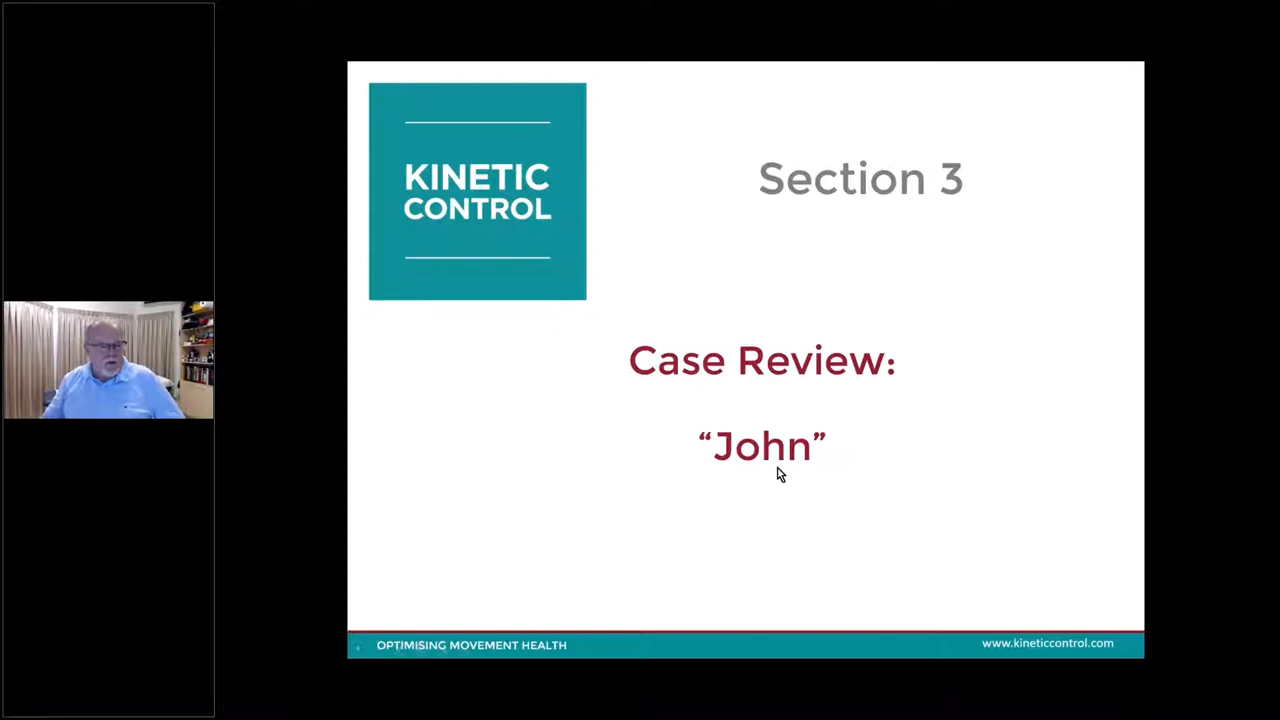 KINETIC
CONTROL
Section 3
Case Review:
“John”
OPTIMISING MOVEMENT HEALTH
www.kineticcontrol.com